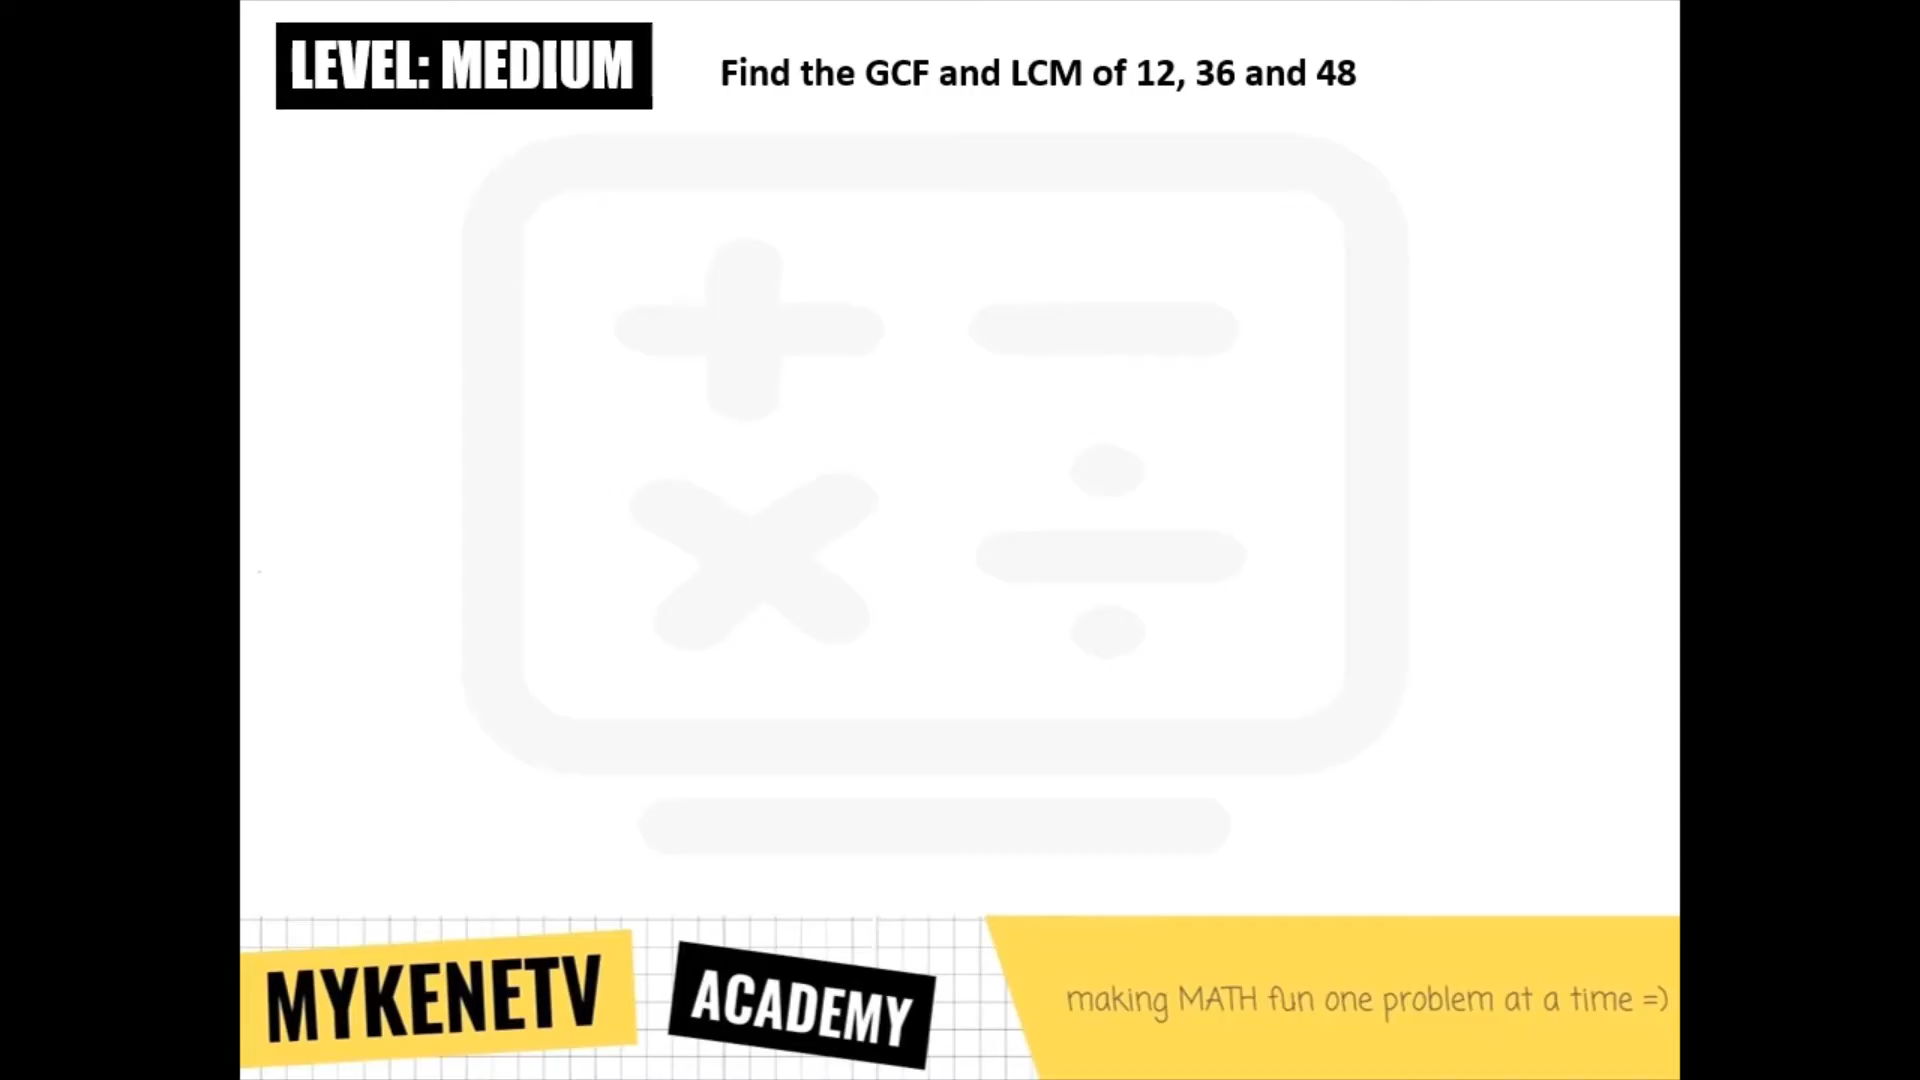 LEVEL: MEDIUM
Find the GCF and LCM of 12, 36 and 48
MYKENETV
ACADEMY
making MATH fun one problem at a time =)